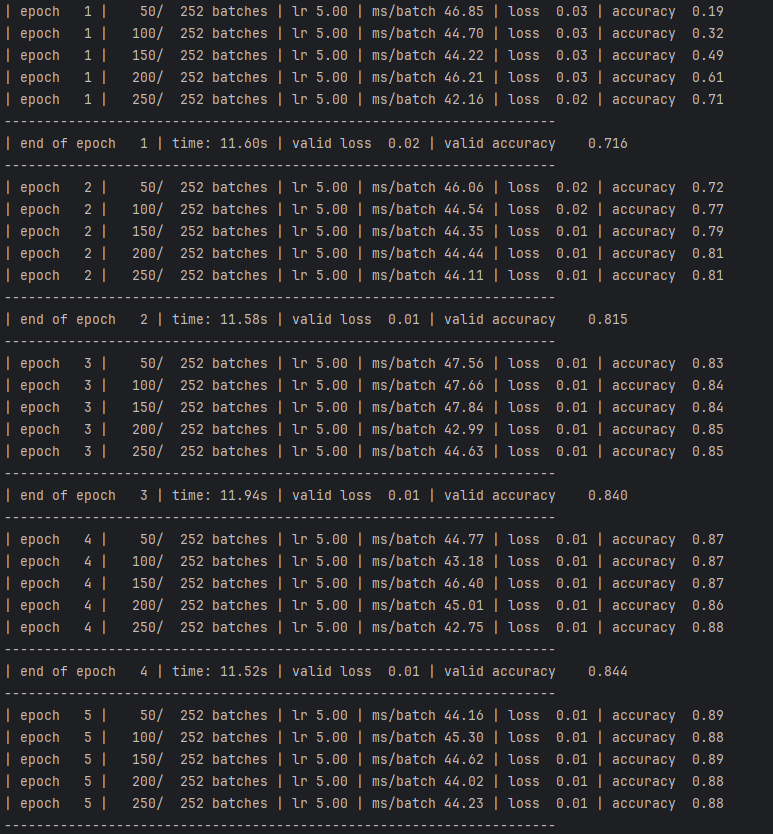 | epoch   1 |    50/  252 batches | lr 5.00 | ms/batch 46.85 | loss  0.03 | accuracy  0.19
| epoch   1 |   100/  252 batches | lr 5.00 | ms/batch 44.70 | loss  0.03 | accuracy  0.32
| epoch   1 |   150/  252 batches | lr 5.00 | ms/batch 44.22 | loss  0.03 | accuracy  0.49
| epoch   1 |   200/  252 batches | lr 5.00 | ms/batch 46.21 | loss  0.03 | accuracy  0.61
| epoch   1 |   250/  252 batches | lr 5.00 | ms/batch 42.16 | loss  0.02 | accuracy  0.71
---------------------------------------------------------------------
| end of epoch   1 | time: 11.60s | valid loss  0.02 | valid accuracy    0.716
---------------------------------------------------------------------
| epoch   2 |    50/  252 batches | lr 5.00 | ms/batch 46.06 | loss  0.02 | accuracy  0.72
| epoch   2 |   100/  252 batches | lr 5.00 | ms/batch 44.54 | loss  0.02 | accuracy  0.77
| epoch   2 |   150/  252 batches | lr 5.00 | ms/batch 44.35 | loss  0.01 | accuracy  0.79
| epoch   2 |   200/  252 batches | lr 5.00 | ms/batch 44.44 | loss  0.01 | accuracy  0.81
| epoch   2 |   250/  252 batches | lr 5.00 | ms/batch 44.11 | loss  0.01 | accuracy  0.81
---------------------------------------------------------------------
| end of epoch   2 | time: 11.58s | valid loss  0.01 | valid accuracy    0.815
---------------------------------------------------------------------
| epoch   3 |    50/  252 batches | lr 5.00 | ms/batch 47.56 | loss  0.01 | accuracy  0.83
| epoch   3 |   100/  252 batches | lr 5.00 | ms/batch 47.66 | loss  0.01 | accuracy  0.84
| epoch   3 |   150/  252 batches | lr 5.00 | ms/batch 47.84 | loss  0.01 | accuracy  0.84
| epoch   3 |   200/  252 batches | lr 5.00 | ms/batch 42.99 | loss  0.01 | accuracy  0.85
| epoch   3 |   250/  252 batches | lr 5.00 | ms/batch 44.63 | loss  0.01 | accuracy  0.85
---------------------------------------------------------------------
| end of epoch   3 | time: 11.94s | valid loss  0.01 | valid accuracy    0.840
---------------------------------------------------------------------
| epoch   4 |    50/  252 batches | lr 5.00 | ms/batch 44.77 | loss  0.01 | accuracy  0.87
| epoch   4 |   100/  252 batches | lr 5.00 | ms/batch 43.18 | loss  0.01 | accuracy  0.87
| epoch   4 |   150/  252 batches | lr 5.00 | ms/batch 46.40 | loss  0.01 | accuracy  0.87
| epoch   4 |   200/  252 batches | lr 5.00 | ms/batch 45.01 | loss  0.01 | accuracy  0.86
| epoch   4 |   250/  252 batches | lr 5.00 | ms/batch 42.75 | loss  0.01 | accuracy  0.88
---------------------------------------------------------------------
| end of epoch   4 | time: 11.52s | valid loss  0.01 | valid accuracy    0.844
---------------------------------------------------------------------
| epoch   5 |    50/  252 batches | lr 5.00 | ms/batch 44.16 | loss  0.01 | accuracy  0.89
| epoch   5 |   100/  252 batches | lr 5.00 | ms/batch 45.30 | loss  0.01 | accuracy  0.88
| epoch   5 |   150/  252 batches | lr 5.00 | ms/batch 44.62 | loss  0.01 | accuracy  0.89
| epoch   5 |   200/  252 batches | lr 5.00 | ms/batch 44.02 | loss  0.01 | accuracy  0.88
| epoch   5 |   250/  252 batches | lr 5.00 | ms/batch 44.23 | loss  0.01 | accuracy  0.88
---------------------------------------------------------------------